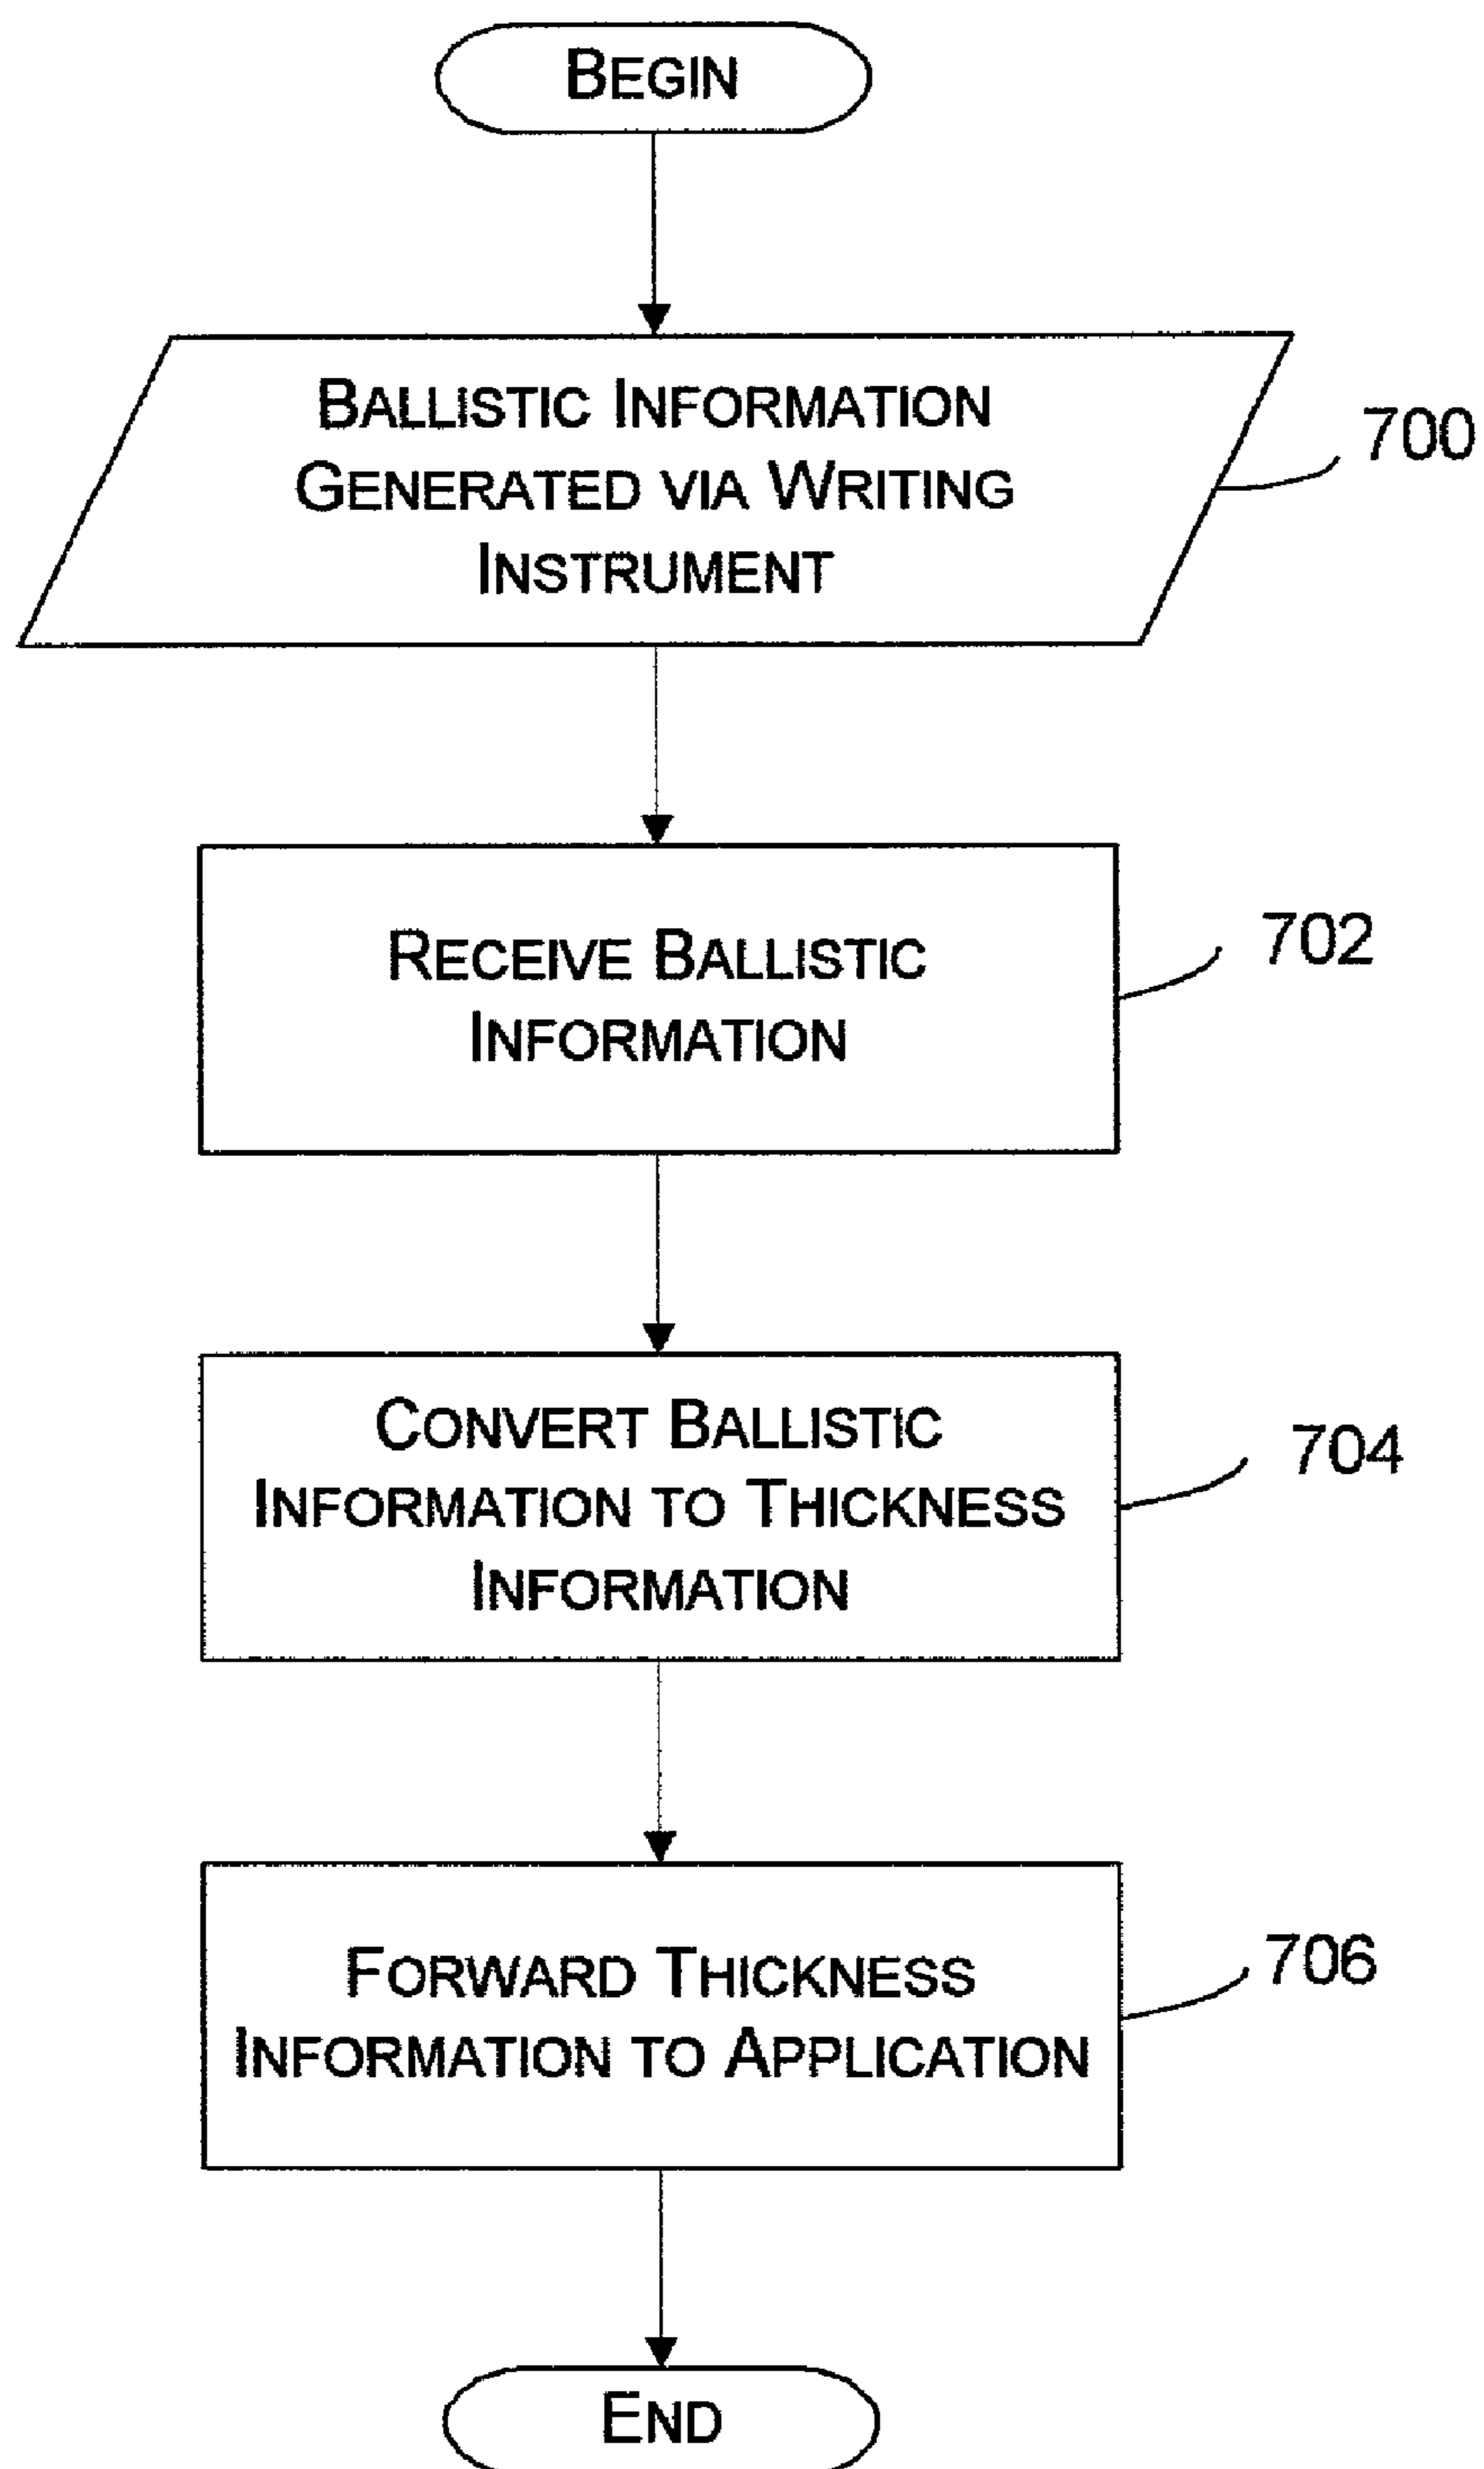 BEGIN
BALLISTIC INFORMATION
GENERATED VIA WRITING
INSTRUMENT
700
RECEIVE BALLISTIC
INFORMATION
702
CONVERT BALLISTIC
INFORMATION TO THICKNESS
INFORMATION
704
FORWARD THICKNESS
INFORMATION TO APPLICATION
706
END